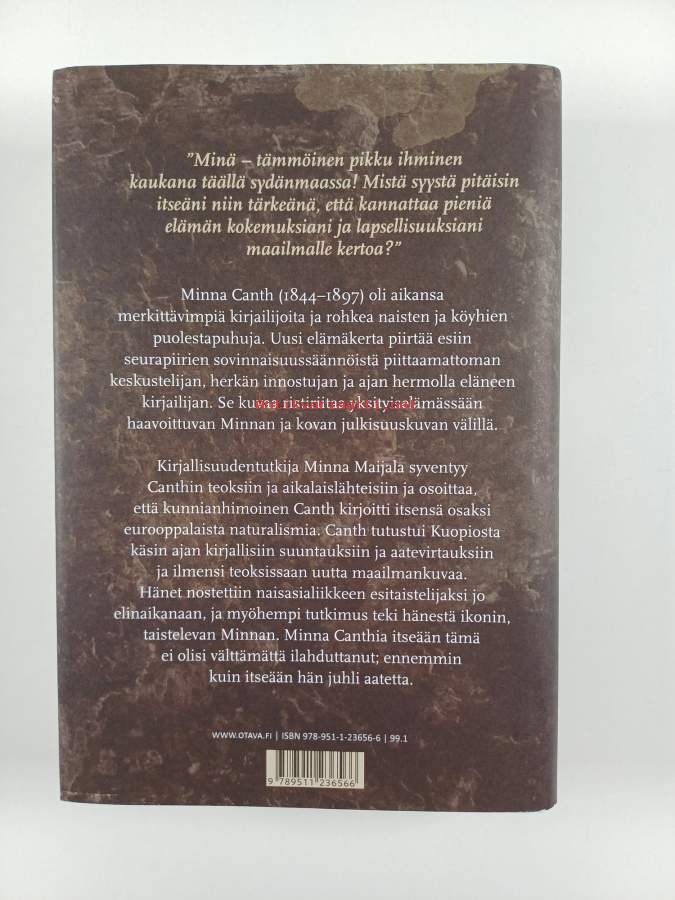 ”Minä – tämmöinen pikku ihminen
kaukana täällä sydänmaassa! Mistä syystä pitäisin
itseäni niin tärkeänä, että kannattaa pieniä
elämän kokemuksiani ja lapsellisuuksiani
maailmalle kertoa?”
Minna Canth (1844–1897) oli aikansa
merkittävimpiä kirjailijoita ja rohkea naisten ja köyhien
puolestapuhuja. Uusi elämäkerta piirtää esiin
seurapiirien sovinnaisuussäännöistä piittaamattoman
keskustelijan, herkän innostujan ja ajan hermolla eläneen
kirjailijan. Se kuvaa ristiriitaa yksityiselämässään
haavoittuvan Minnan ja kovan julkisuuskuvan välillä.
Kirjallisuudentutkija Minna Maijala syventyy
Canthin teoksiin ja aikalaislähteisiin ja osoittaa,
että kunnianhimoinen Canth kirjoitti itsensä osaksi
eurooppalaista naturalismia. Canth tutustui Kuopiosta
käsin ajan kirjallisiin suuntauksiin ja aatevirtauksiin
ja ilmensi teoksissaan uutta maailmankuvaa.
Hänet nostettiin naisasialiikkeen esitaistelijaksi jo
elinaikanaan, ja myöhempi tutkimus teki hänestä ikonin,
taistelevan Minnan. Minna Canthia itseään tämä
ei olisi välttämättä ilahduttanut; ennemmin
kuin itseään hän juhli aatetta.
WWW.OTAVA.FI | ISBN 978-951-1-23656-6 | 99.1
9 789511 236566